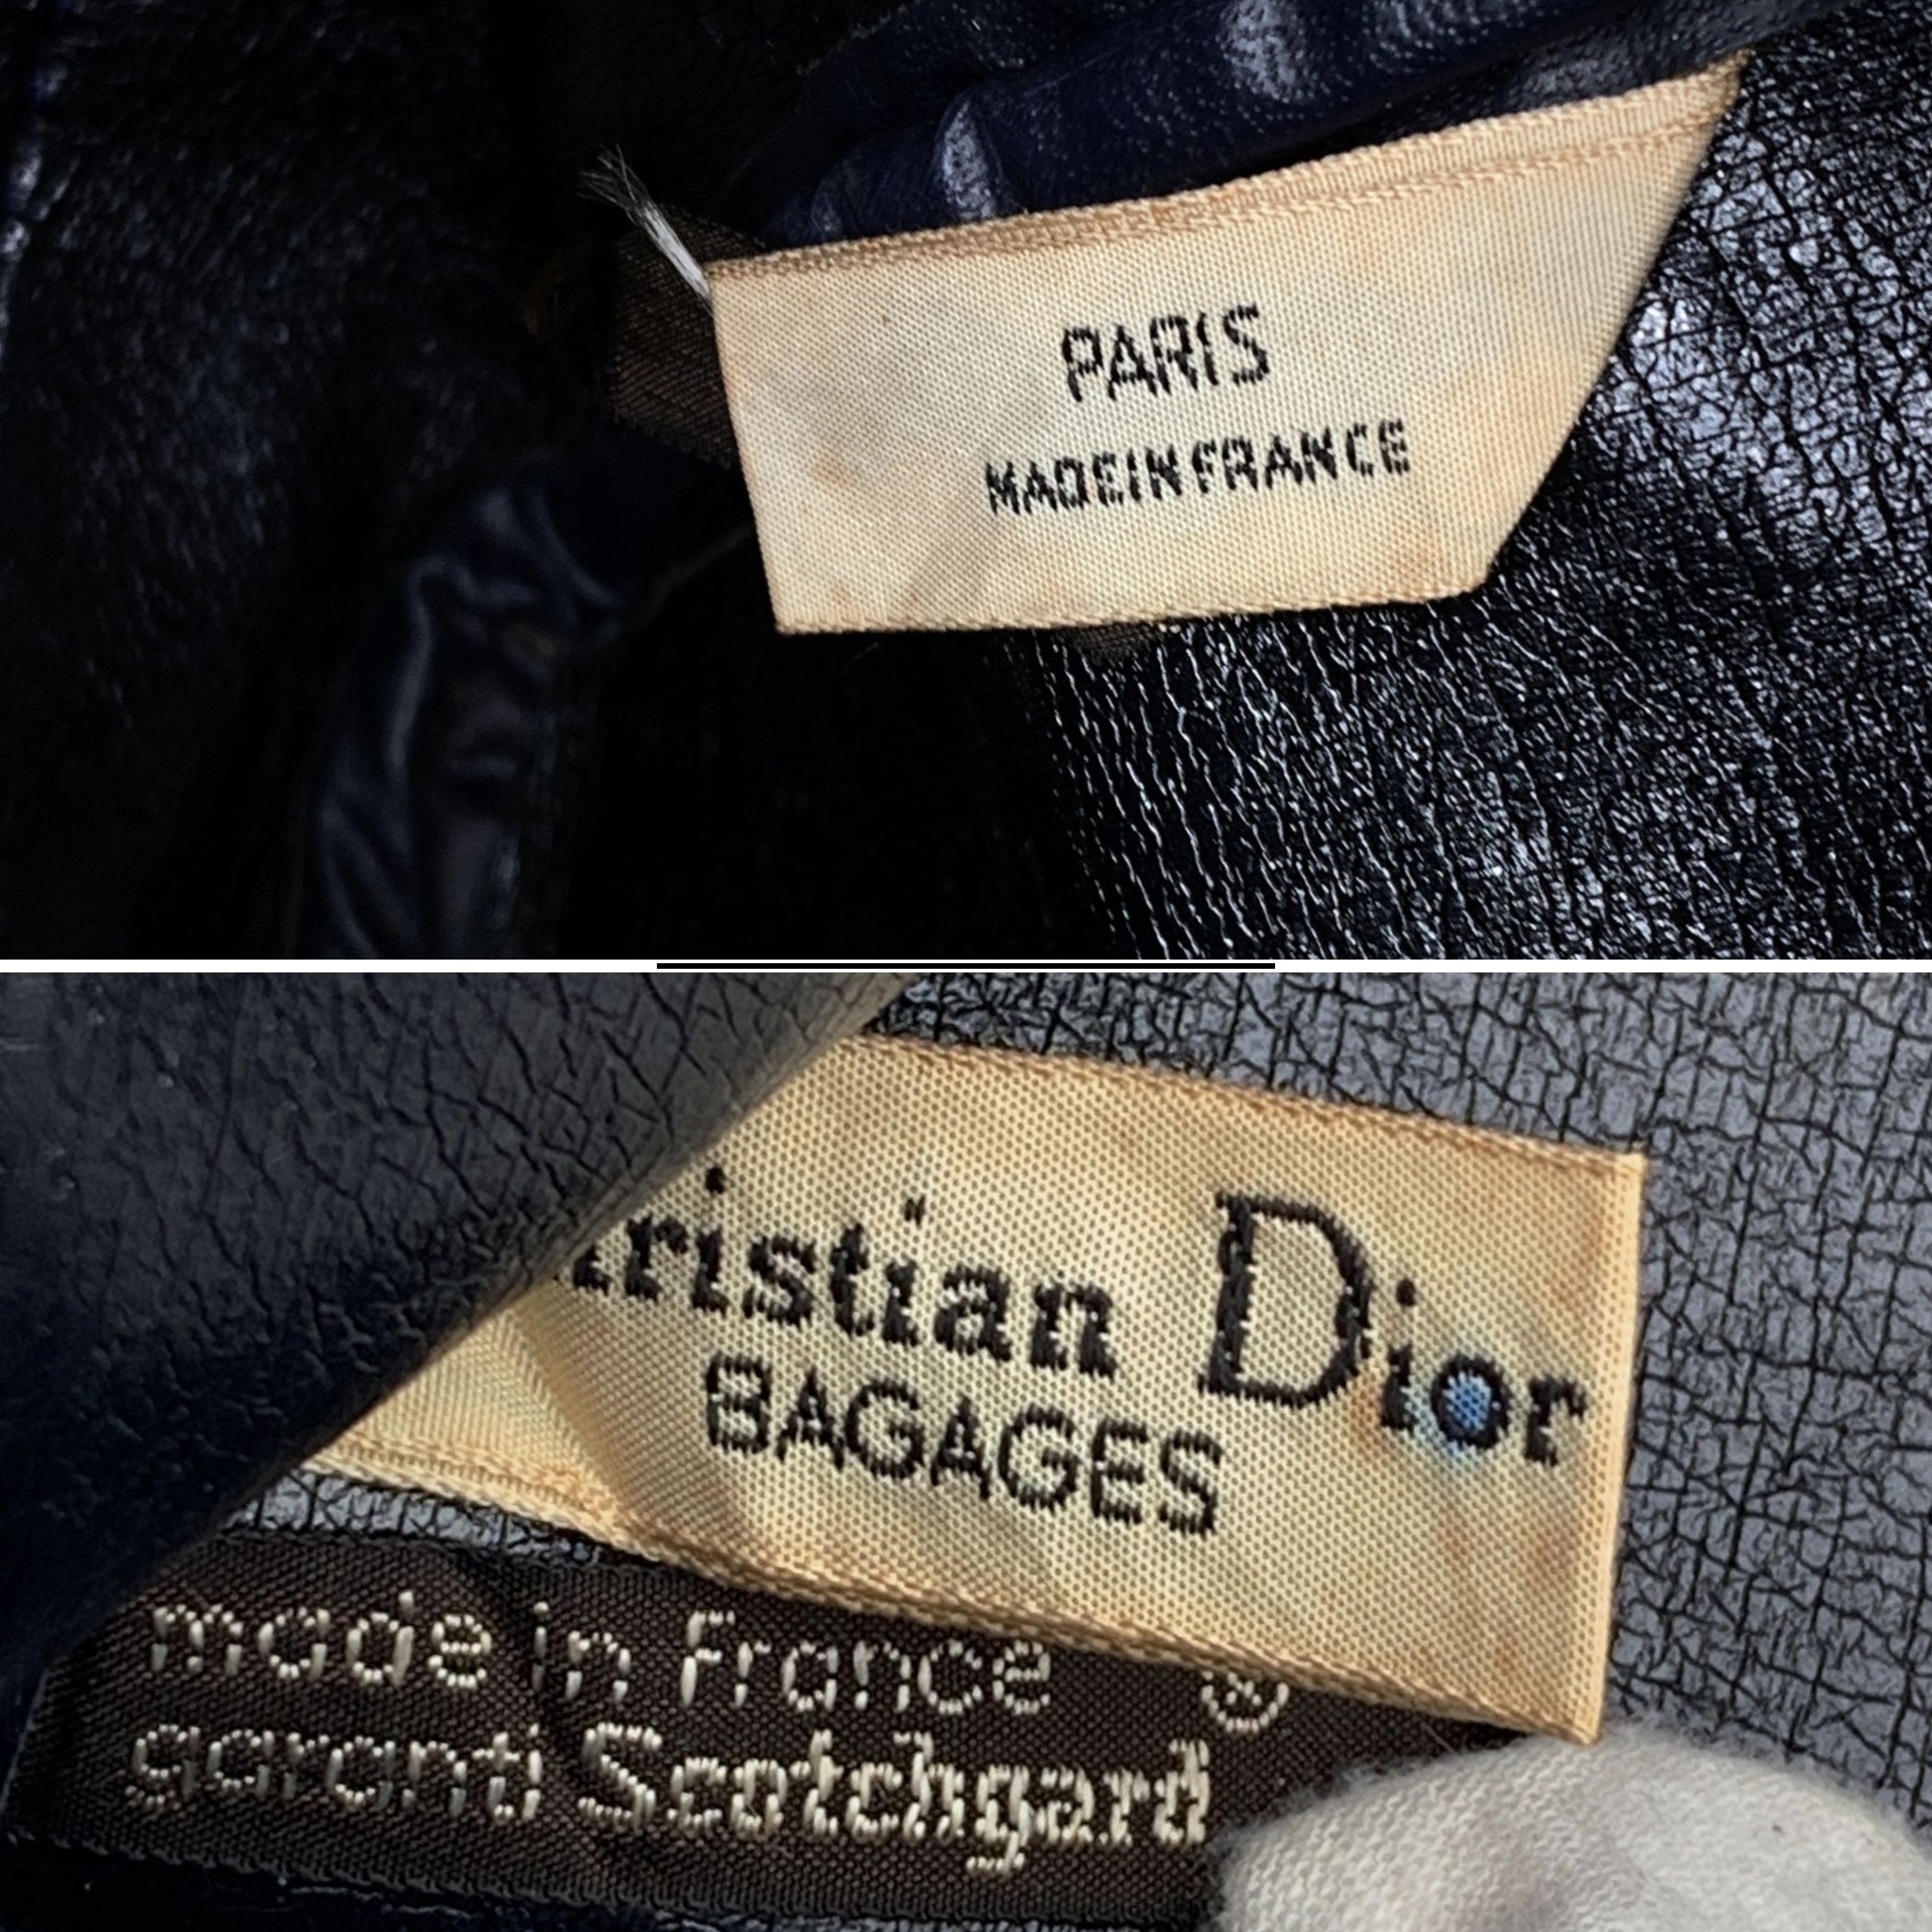 PARIS
MADE IN FRANCE
ristian Dior
BAGAGES
made in France
garanti Scotchgard ®